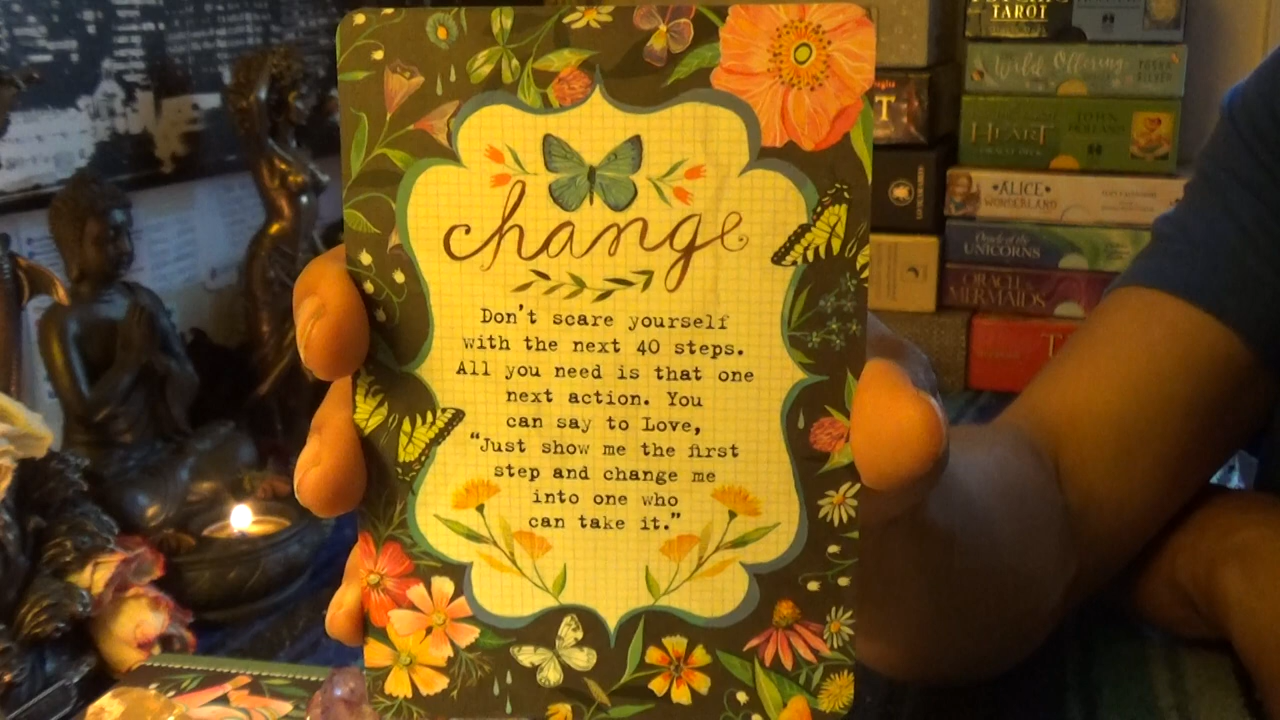 change
Don't scare yourself
with the next 40 steps.
All you need is that one
next action. You
can say to Love,
"Just show me the first
step and change me
into one who
can take it."
TAROT
Wild Offering
HEART
ALICE
WONDERLAND
Oracle of the
UNICORNS
ORACLE
MERMAIDS
T
T